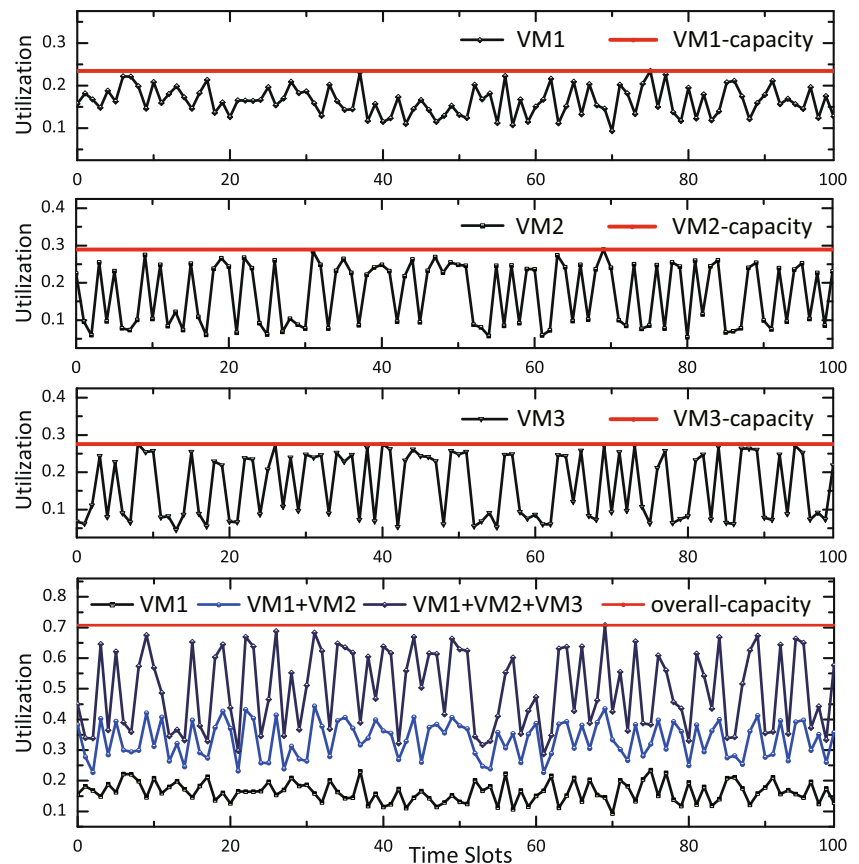 Utilization
0.3
0.2
0.1
VM1 VM1-capacity
0 20 40 60 80 100
Utilization
0.4
0.3
0.2
0.1
VM2 VM2-capacity
0 20 40 60 80 100
Utilization
0.4
0.3
0.2
0.1
VM3 VM3-capacity
0 20 40 60 80 100
Utilization
0.8
0.7
0.6
0.5
0.4
0.3
0.2
0.1
VM1 VM1+VM2 VM1+VM2+VM3 overall-capacity
0 20 40 60 80 100
Time Slots